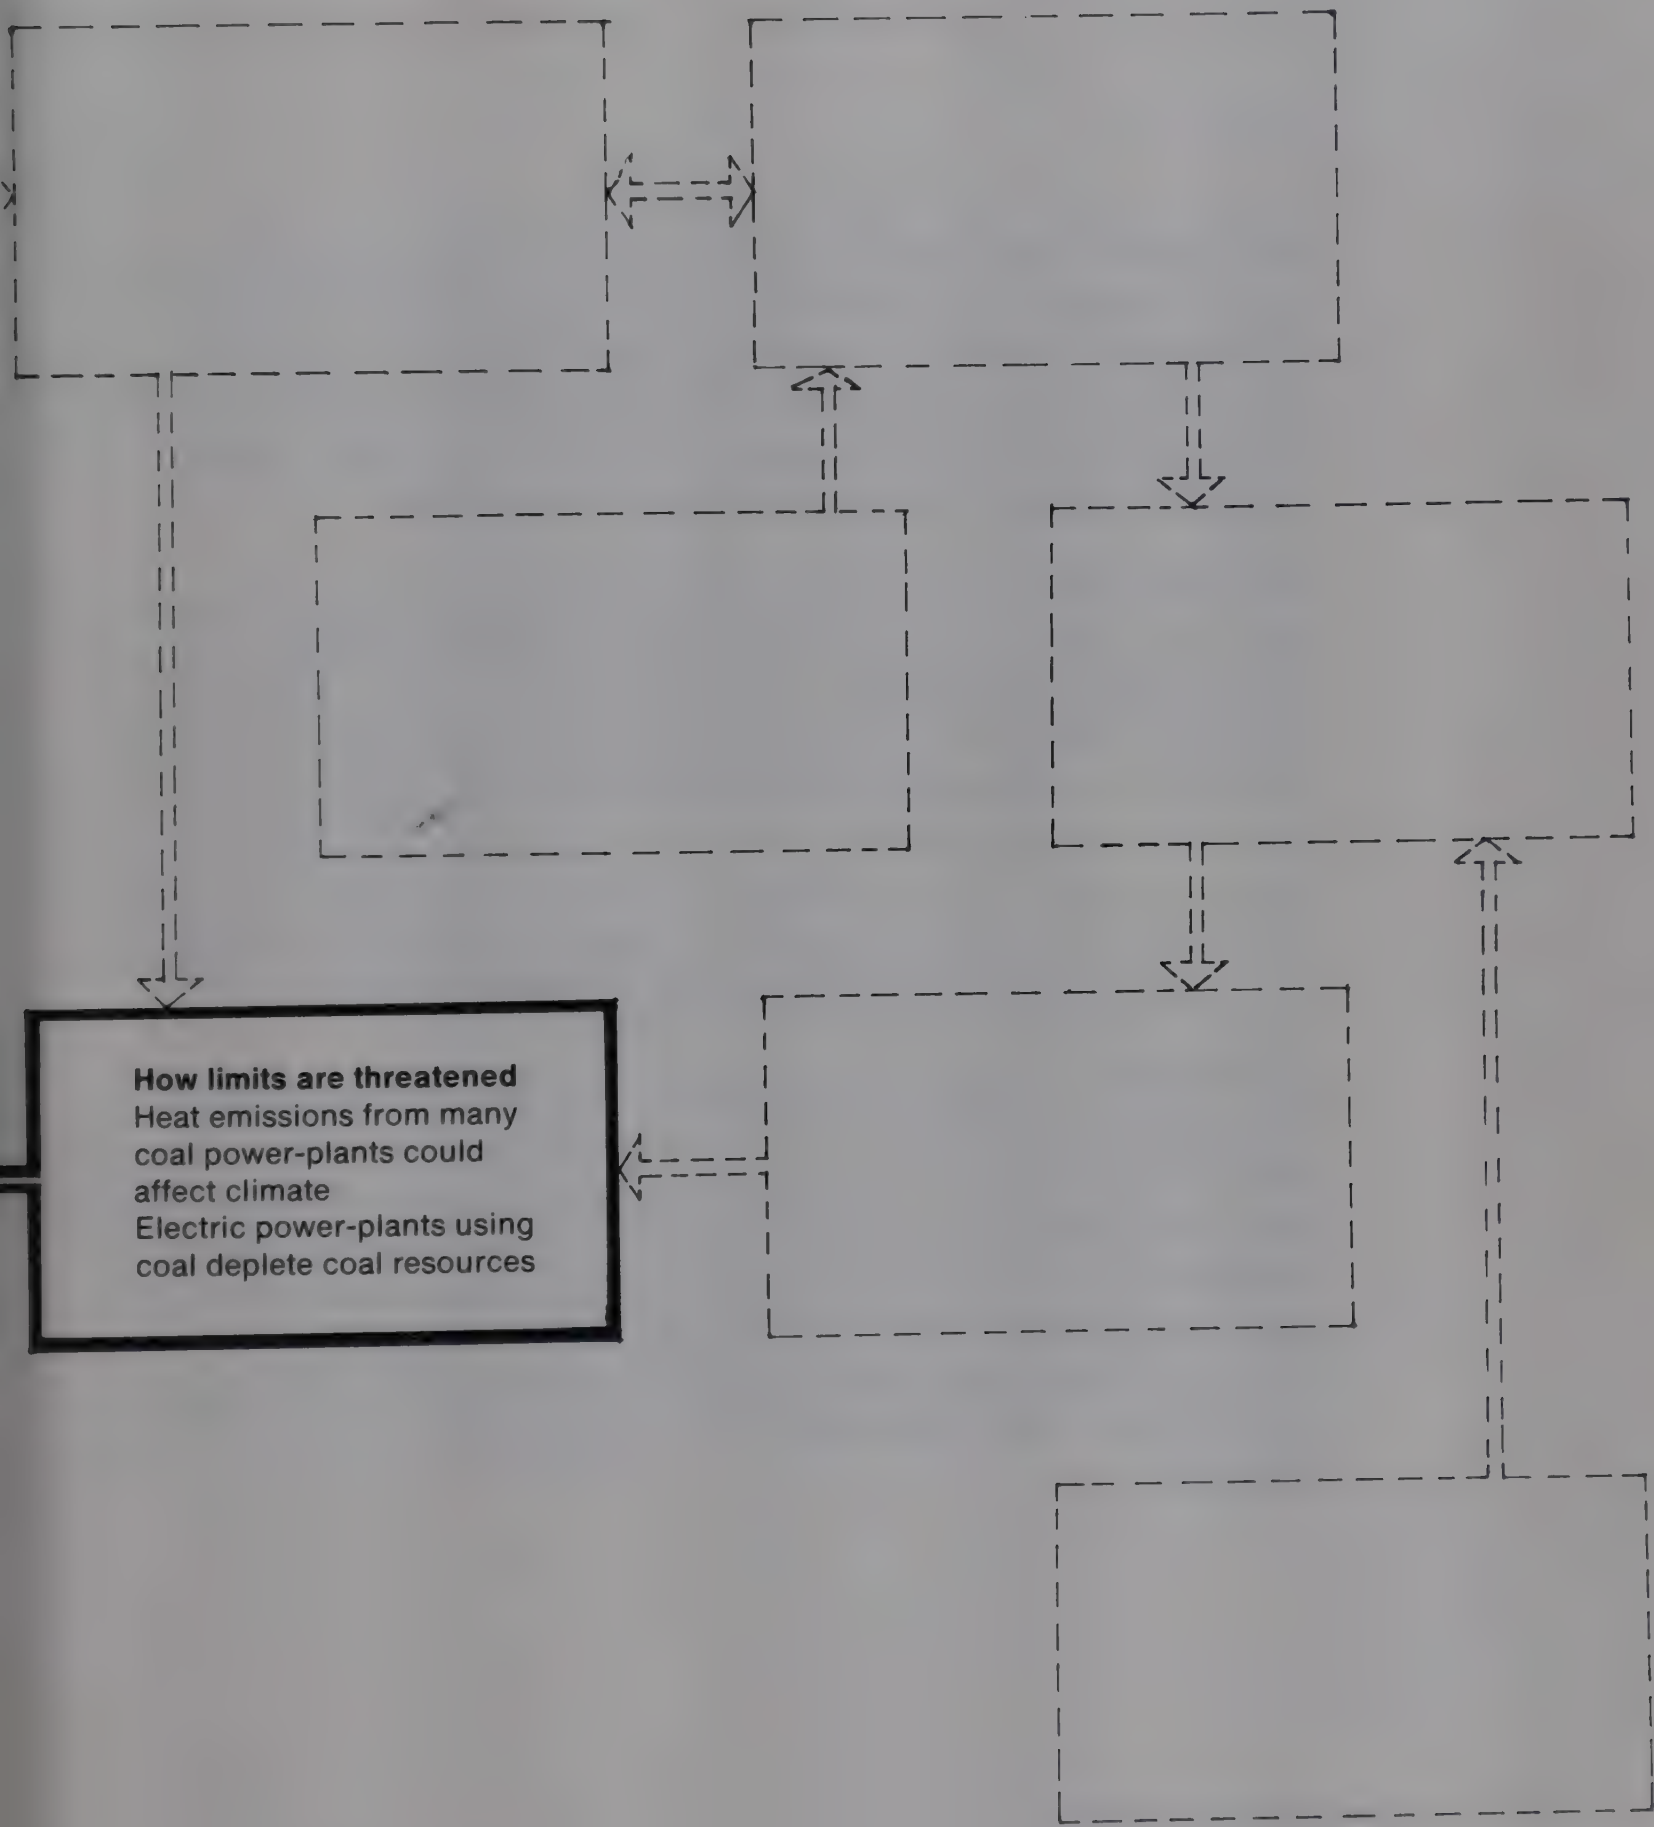 How limits are threatened
Heat emissions from many
coal power-plants could
affect climate
Electric power-plants using
coal deplete coal resources